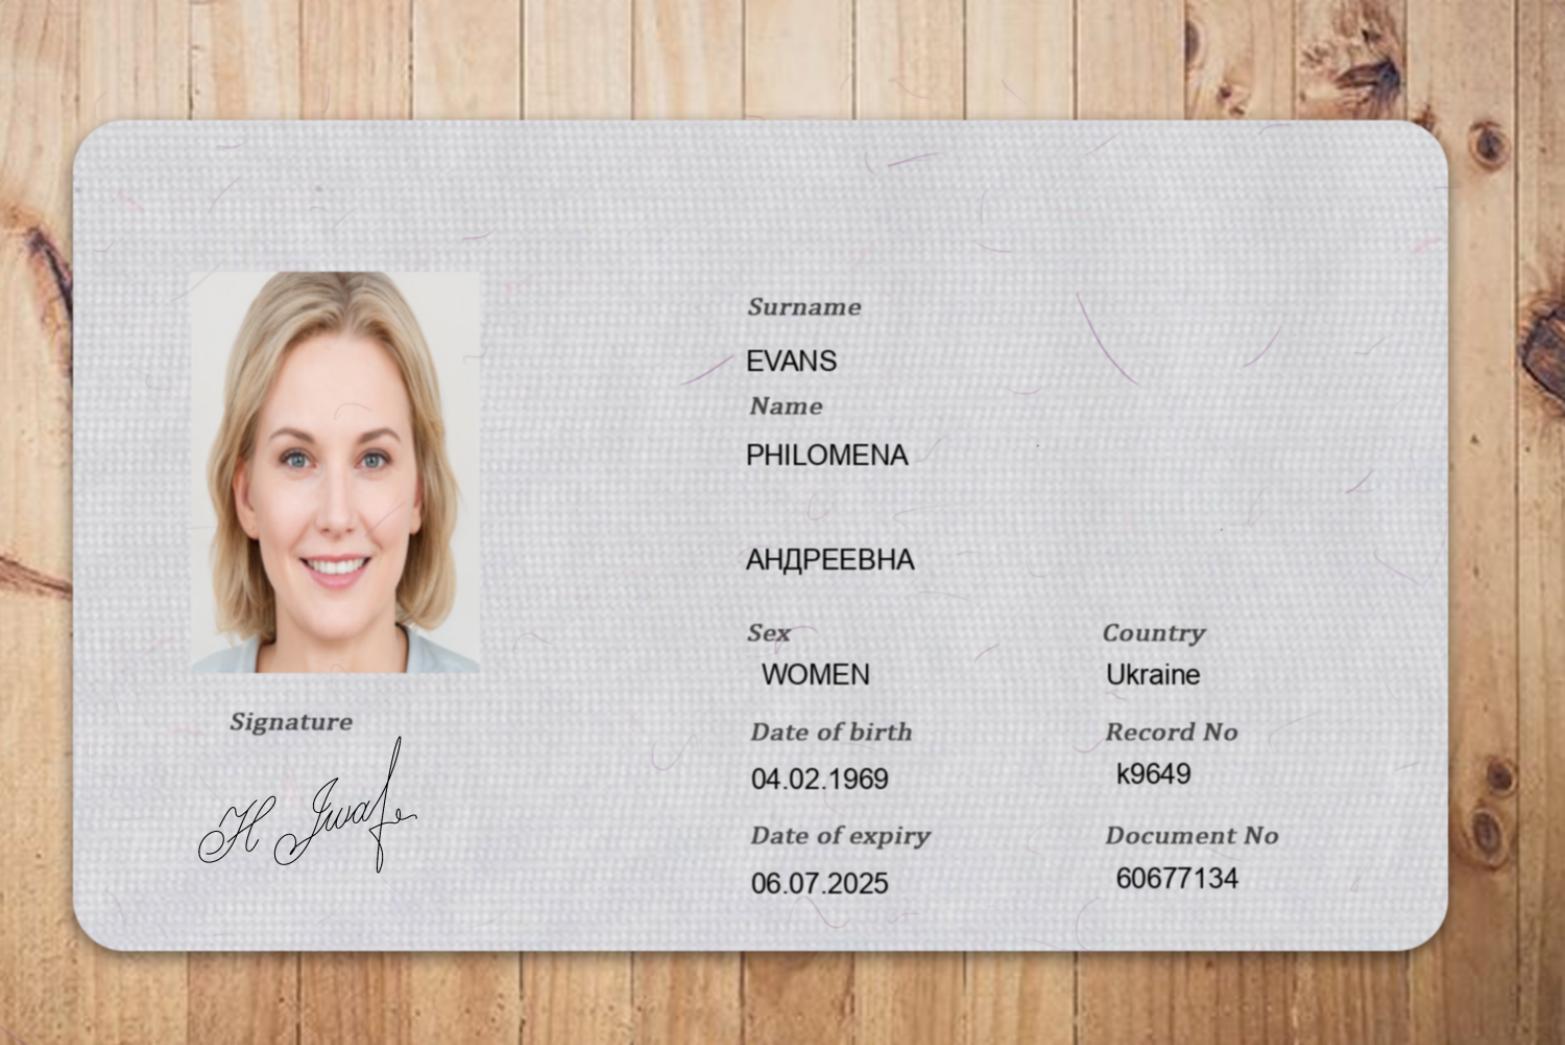 Surname
EVANS
Name
PHILOMENA
АНДРЕЕВНА
Sex
Country
WOMEN
Ukraine
Date of birth
Record No
04.02.1969
k9649
Date of expiry
Document No
06.07.2025
60677134
Signature